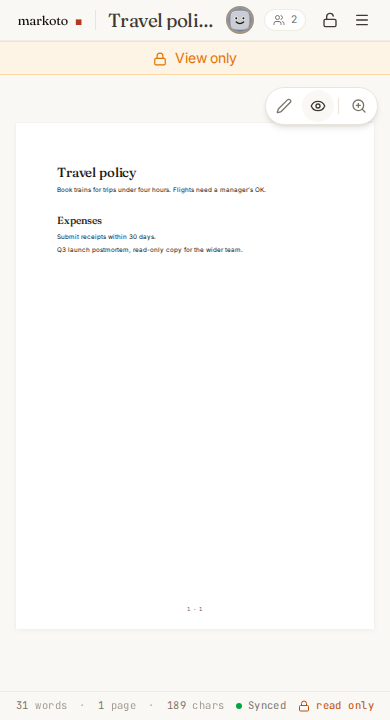 markoto
Travel poli...
2
View only
Travel policy
Book trains for trips under four hours. Flights need a manager's OK.
Expenses
Submit receipts within 30 days.
Q3 launch postmortem, read-only copy for the wider team.
1 · 1
31 words · 1 page · 189 chars Synced read only